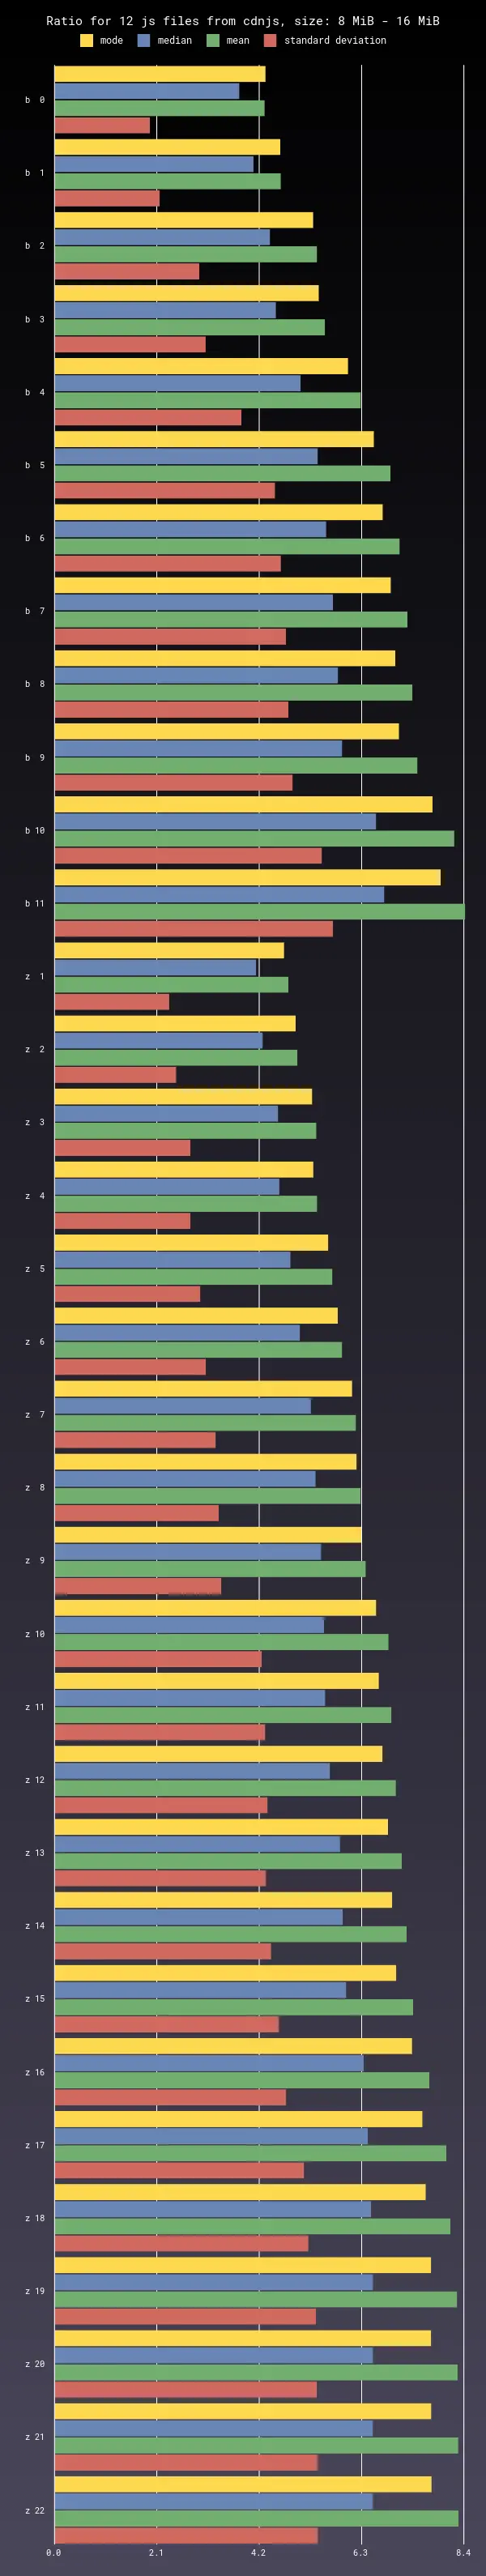 Ratio for 12 js files from cdnjs, size: 8 MiB - 16 MiB
mode median mean standard deviation
b 0
b 1
b 2
b 3
b 4
b 5
b 6
b 7
b 8
b 9
b 10
b 11
z 1
z 2
z 3
z 4
z 5
z 6
z 7
z 8
z 9
z 10
z 11
z 12
z 13
z 14
z 15
z 16
z 17
z 18
z 19
z 20
z 21
z 22
0.0 2.1 4.2 6.3 8.4